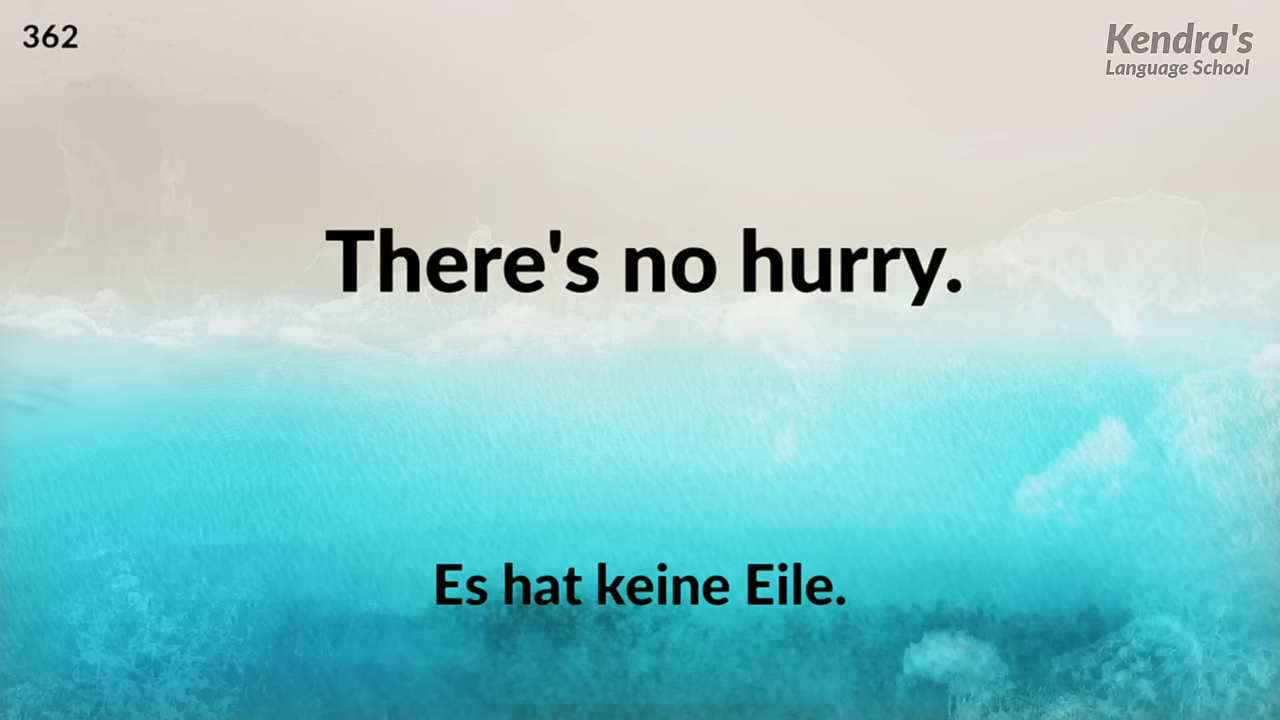 362
Kendra's
Language School
There's no hurry.
Es hat keine Eile.